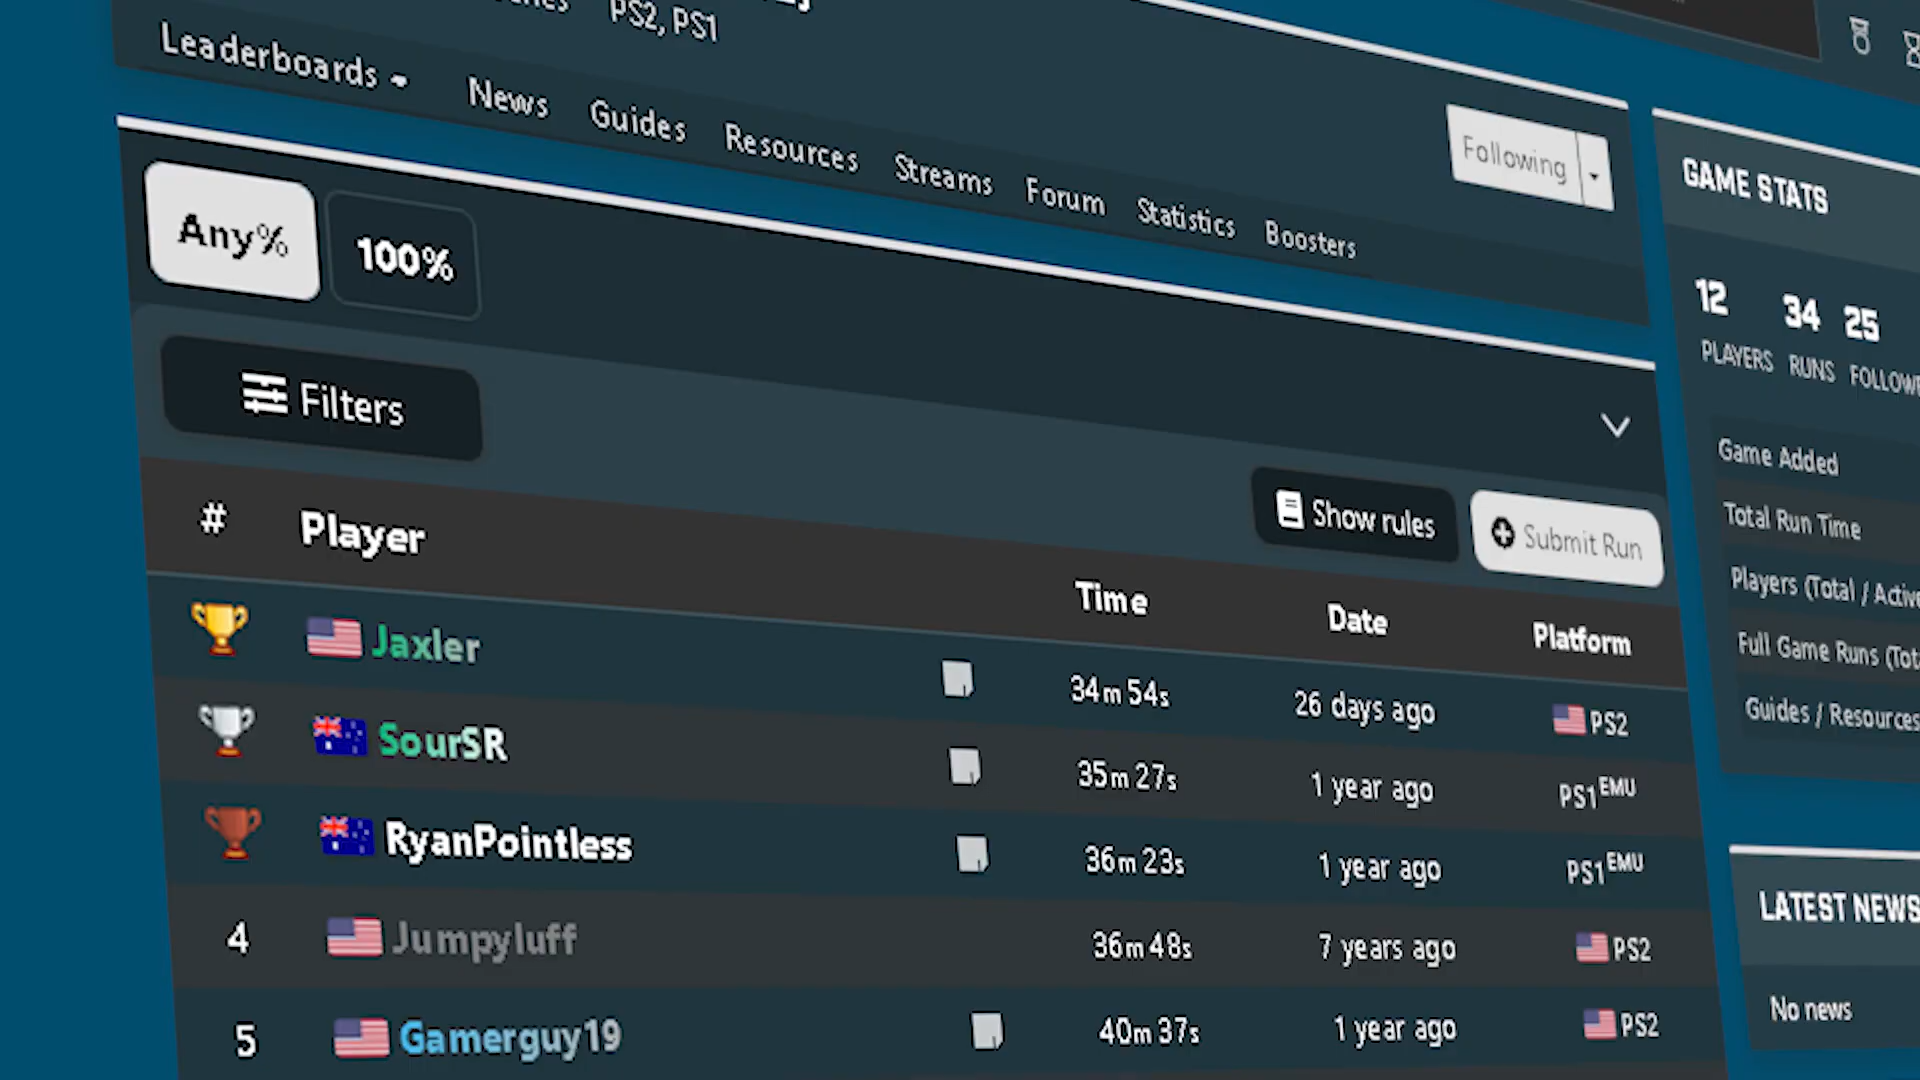 PS2, PS1
Leaderboards
News
Guides
Resources
Streams
Forum
Statistics
Boosters
Following
Any%
100%
Filters
Show rules
Submit Run
# Player Time Date Platform
Jaxler 34m 54s 26 days ago PS2
SourSR 35m 27s 1 year ago PS1 EMU
RyanPointless 36m 23s 1 year ago PS1 EMU
4 Jumpyluff 36m 48s 7 years ago PS2
5 Gamerguy19 40m 37s 1 year ago PS2
GAME STATS
12 34 25
PLAYERS RUNS
Game Added
Total Run Time
Players (Total /
Full Game Runs
Guides / Resources
LATEST NEWS
No news